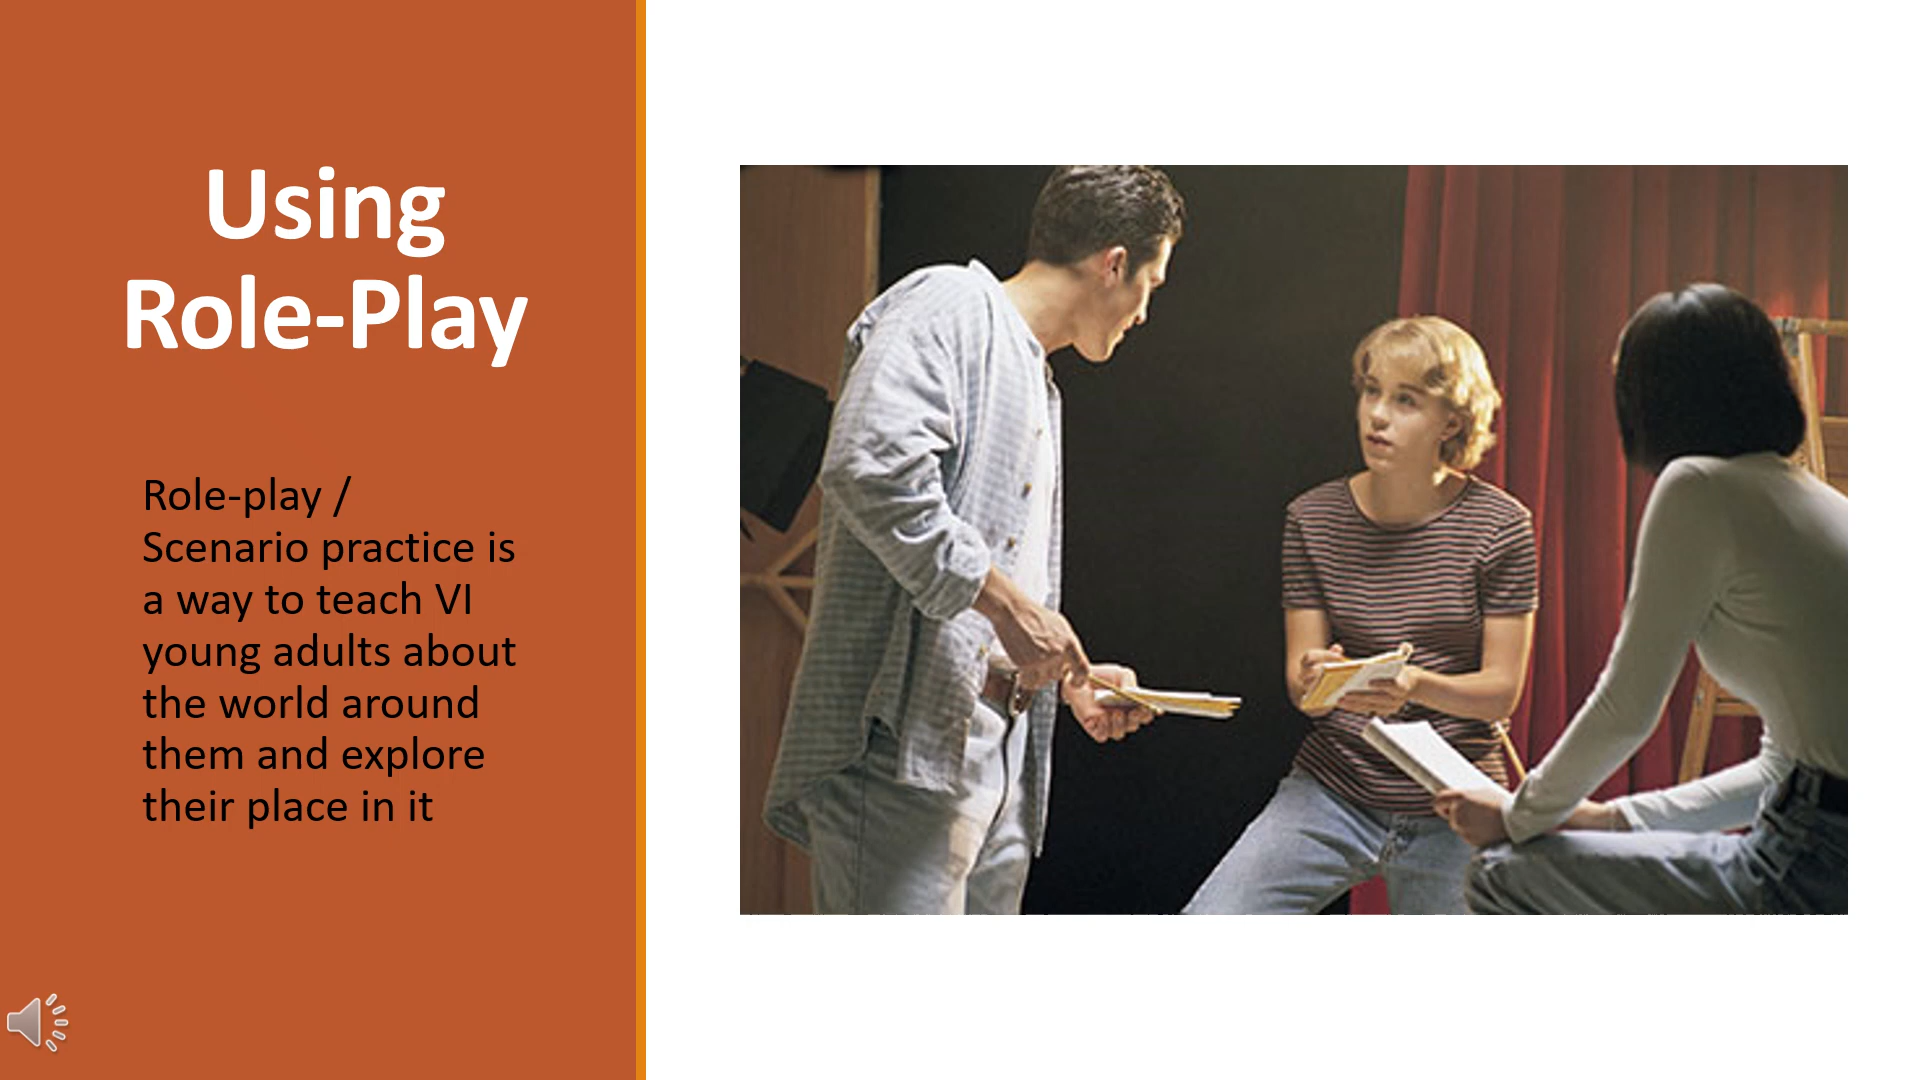 Using
Role-Play
Role-play /
Scenario practice is
a way to teach VI
young adults about
the world around
them and explore
their place in it